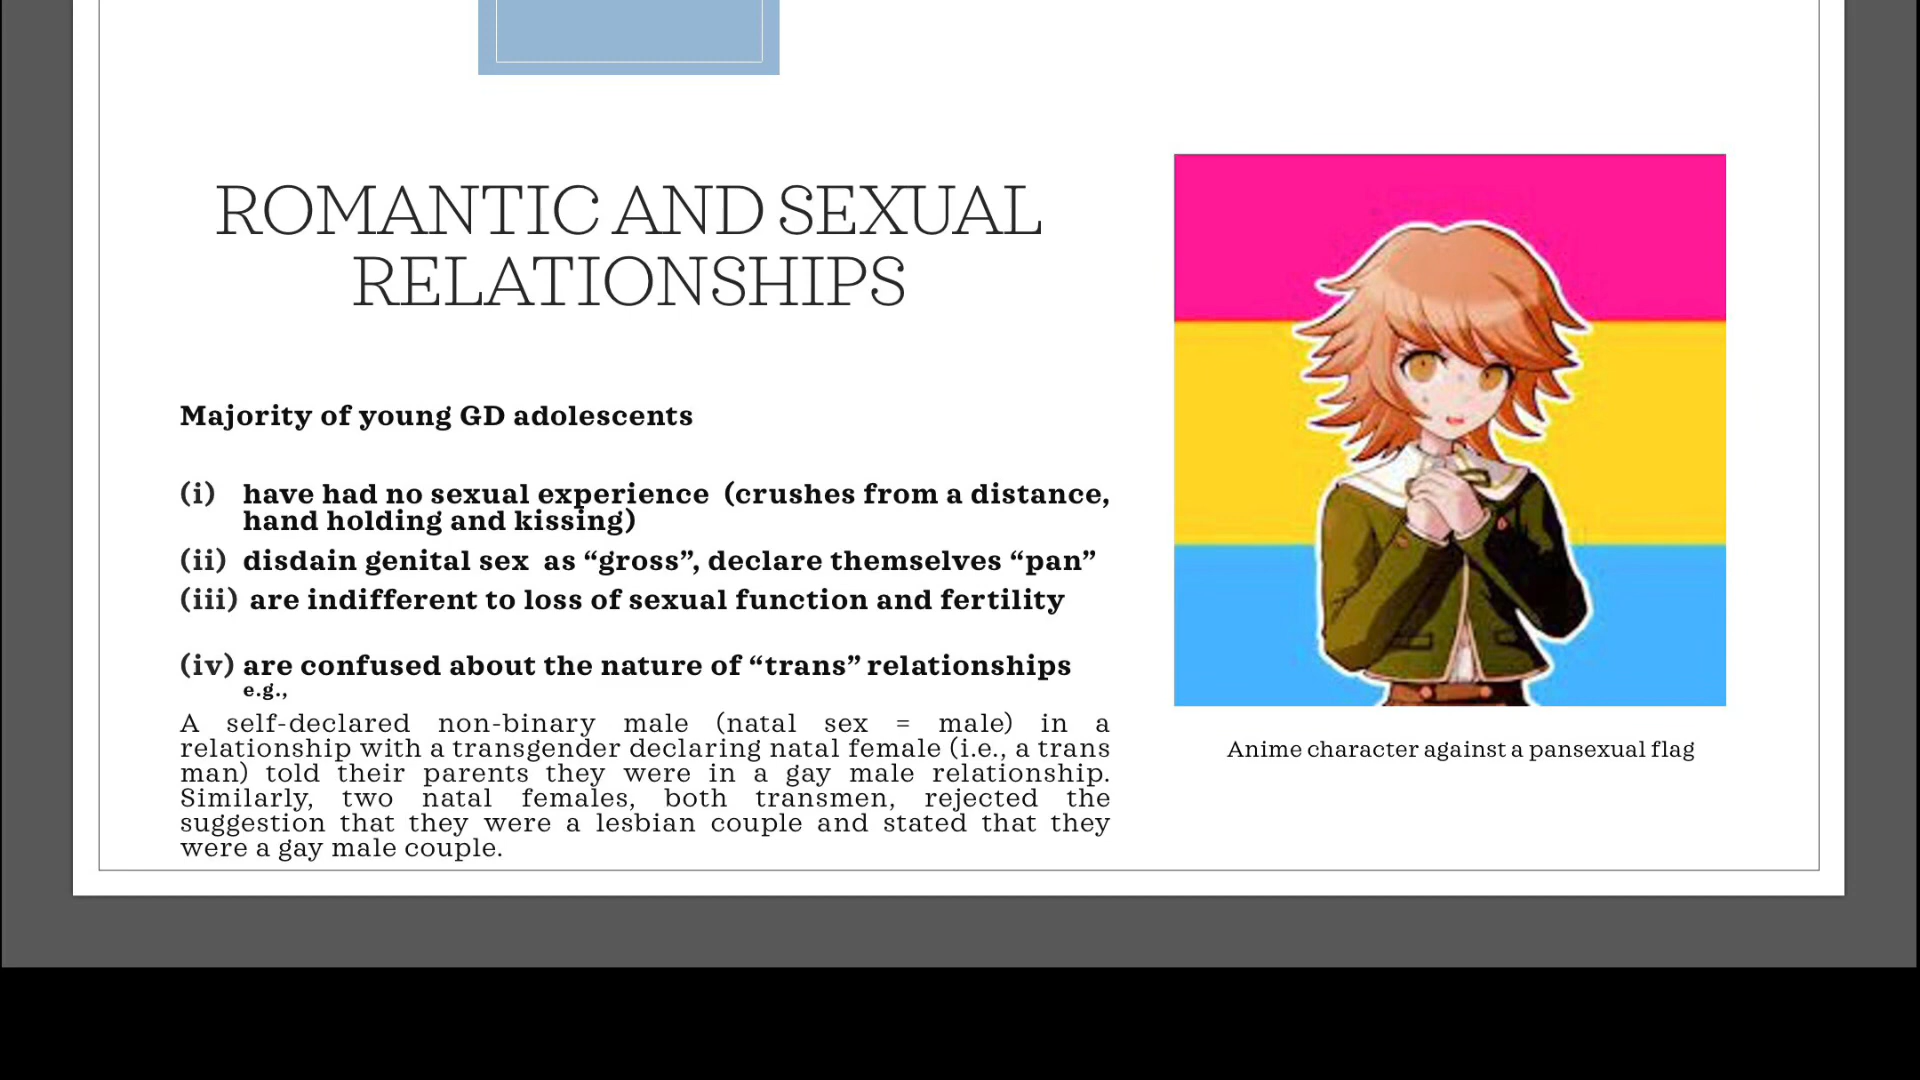 ROMANTIC AND SEXUAL
RELATIONSHIPS
Majority of young GD adolescents
(i) have had no sexual experience (crushes from a distance,
hand holding and kissing)
(ii) disdain genital sex as “gross”, declare themselves “pan”
(iii) are indifferent to loss of sexual function and fertility
(iv) are confused about the nature of “trans” relationships
e.g.,
A self-declared non-binary male (natal sex = male) in a
relationship with a transgender declaring natal female (i.e., a trans
man) told their parents they were in a gay male relationship.
Similarly, two natal females, both transmen, rejected the
suggestion that they were a lesbian couple and stated that they
were a gay male couple.
Anime character against a pansexual flag